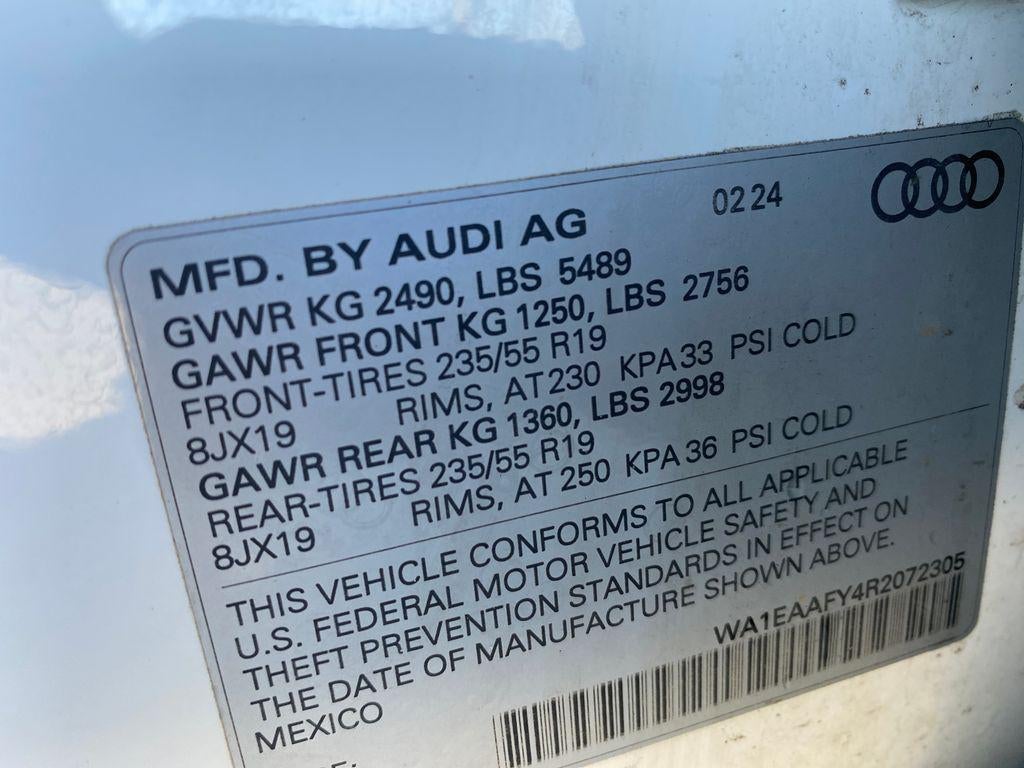 02 24
MFD. BY AUDI AG
GVWR KG 2490, LBS 5489
GAWR FRONT KG 1250, LBS 2756
FRONT-TIRES 235/55 R19
8JX19 RIMS, AT 230 KPA 33 PSI COLD
GAWR REAR KG 1360, LBS 2998
REAR-TIRES 235/55 R19
8JX19 RIMS, AT 250 KPA 36 PSI COLD
THIS VEHICLE CONFORMS TO ALL APPLICABLE
U.S. FEDERAL MOTOR VEHICLE SAFETY AND
THEFT PREVENTION STANDARDS IN EFFECT ON
THE DATE OF MANUFACTURE SHOWN ABOVE.
MEXICO
WA1EAAFY4R2072305